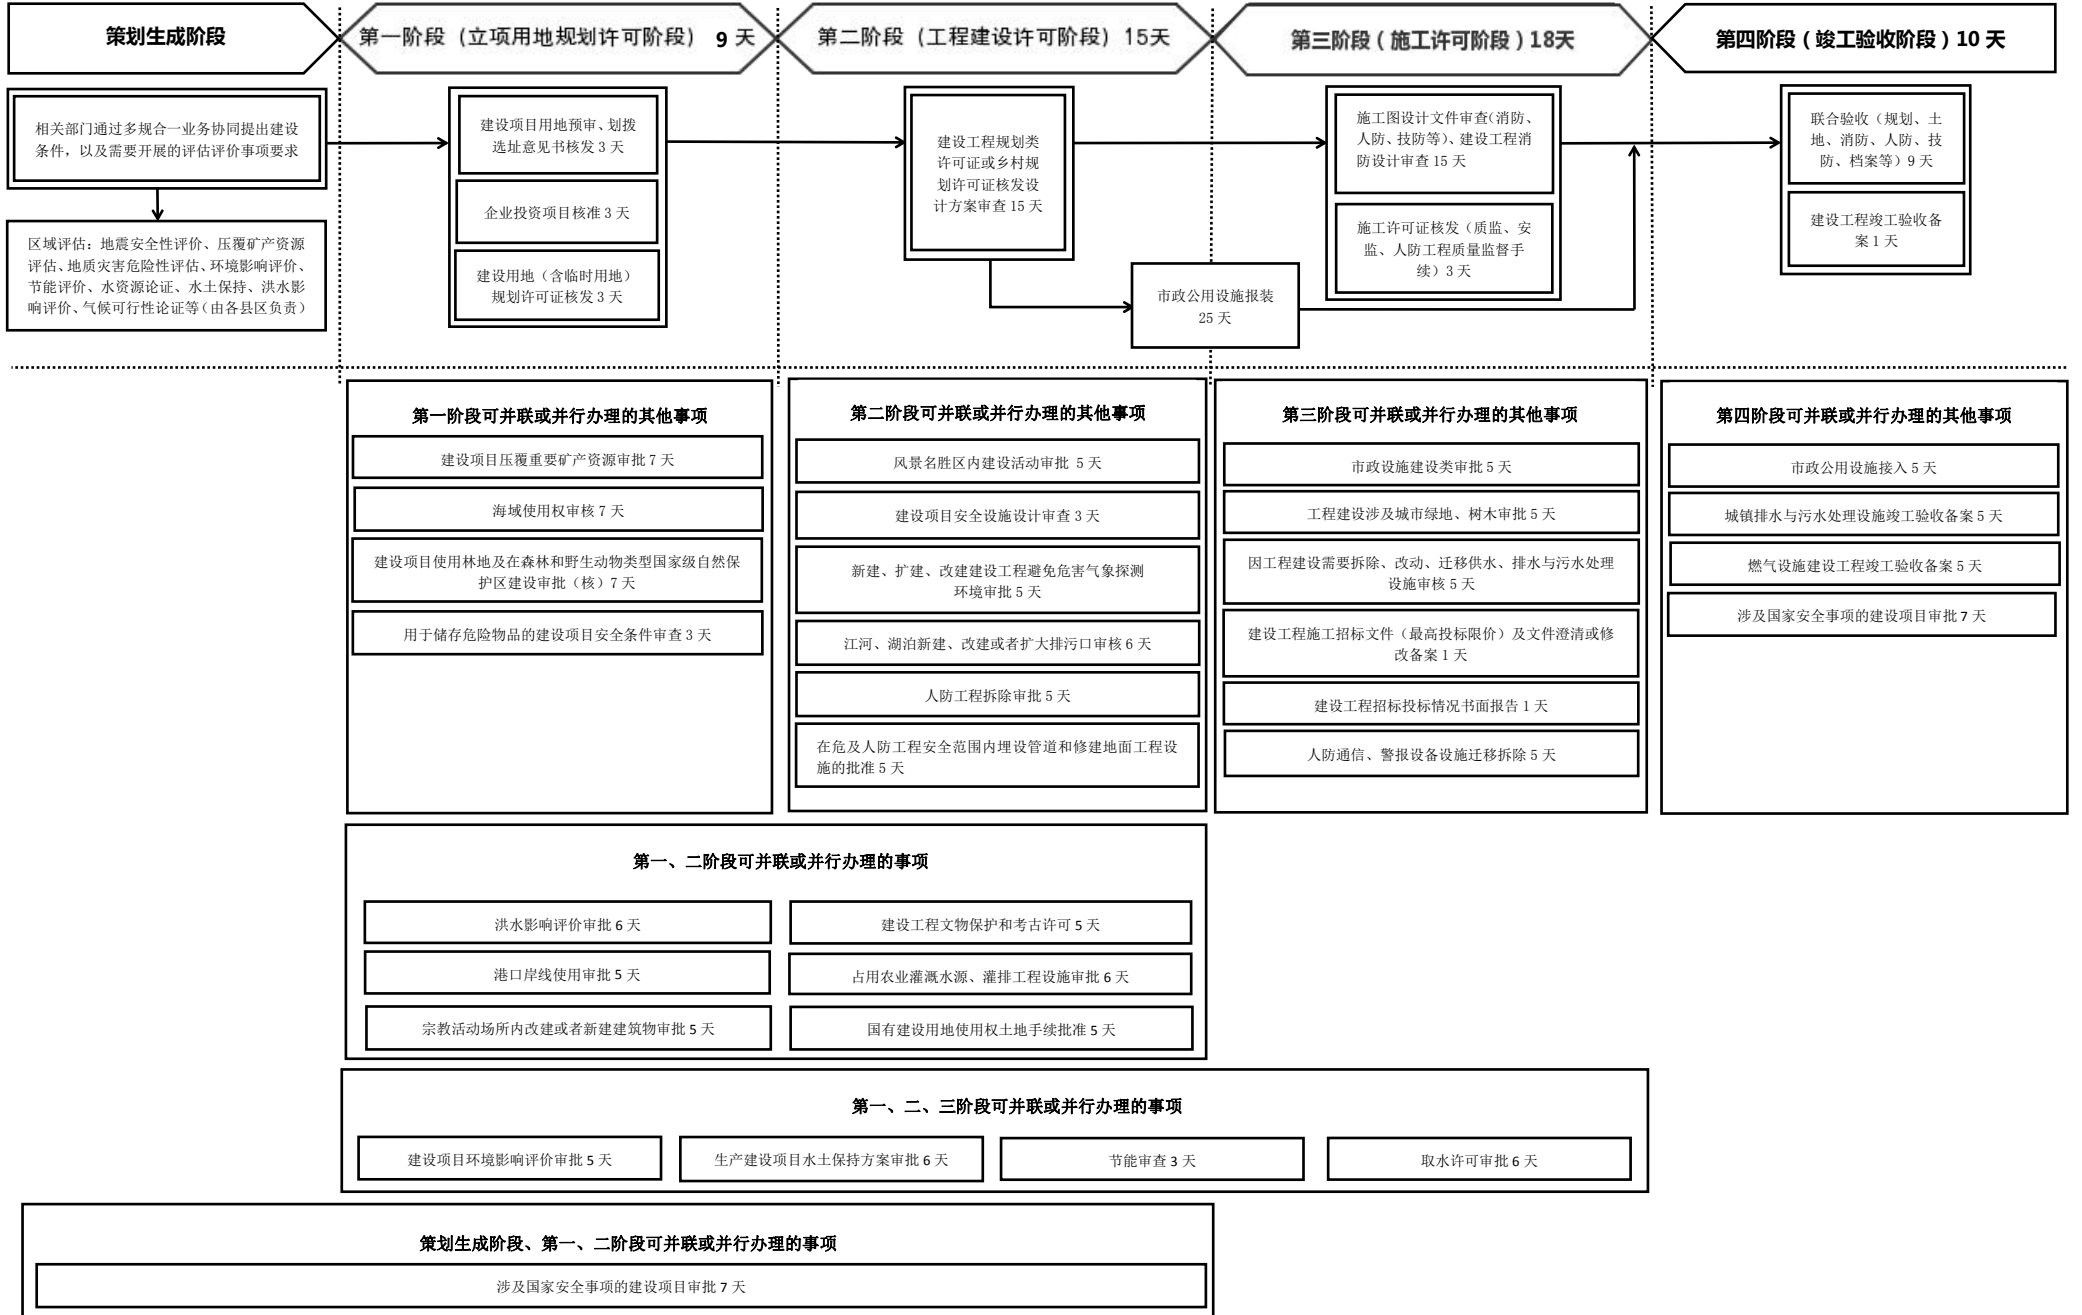 策划生成阶段
第一阶段（立项用地规划许可阶段） 9 天
第二阶段（工程建设许可阶段）15天
第三阶段（施工许可阶段）18天
第四阶段（竣工验收阶段）10 天
相关部门通过多规合一业务协同提出建设
条件，以及需要开展的评估评价事项要求
区域评估：地震安全性评价、压覆矿产资源
评估、地质灾害危险性评估、环境影响评价、
节能评价、水资源论证、水土保持、洪水影
响评价、气候可行性论证等（由各县区负责）
建设项目用地预审、划拨
选址意见书核发 3 天
企业投资项目核准 3 天
建设用地（含临时用地）
规划许可证核发 3 天
建设工程规划类
许可证或乡村规
划许可证核发设
计方案审查 15 天
市政公用设施报装
25 天
施工图设计文件审查（消防、
人防、技防等）、建设工程消
防设计审查 15 天
施工许可证核发（质监、安
监、人防工程质量监督手
续）3 天
联合验收（规划、土
地、消防、人防、技
防、档案等）9 天
建设工程竣工验收备
案 1 天
第一阶段可并联或并行办理的其他事项
建设项目压覆重要矿产资源审批 7 天
海域使用权审核 7 天
建设项目使用林地及在森林和野生动物类型国家级自然保
护区建设审批（核）7 天
用于储存危险物品的建设项目安全条件审查 3 天
第二阶段可并联或并行办理的其他事项
风景名胜区内建设活动审批 5 天
建设项目安全设施设计审查 3 天
新建、扩建、改建建设工程避免危害气象探测
环境审批 5 天
江河、湖泊新建、改建或者扩大排污口审核 6 天
人防工程拆除审批 5 天
在危及人防工程安全范围内埋设管道和修建地面工程设
施的批准 5 天
第三阶段可并联或并行办理的其他事项
市政设施建设类审批 5 天
工程建设涉及城市绿地、树木审批 5 天
因工程建设需要拆除、改动、迁移供水、排水与污水处理
设施审核 5 天
建设工程施工招标文件（最高投标限价）及文件澄清或修
改备案 1 天
建设工程招标投标情况书面报告 1 天
人防通信、警报设备设施迁移拆除 5 天
第四阶段可并联或并行办理的其他事项
市政公用设施接入 5 天
城镇排水与污水处理设施竣工验收备案 5 天
燃气设施建设工程竣工验收备案 5 天
涉及国家安全事项的建设项目审批 7 天
第一、二阶段可并联或并行办理的事项
洪水影响评价审批 6 天
建设工程文物保护和考古许可 5 天
港口岸线使用审批 5 天
占用农业灌溉水源、灌排工程设施审批 6 天
宗教活动场所内改建或者新建建筑物审批 5 天
国有建设用地使用权土地手续批准 5 天
第一、二、三阶段可并联或并行办理的事项
建设项目环境影响评价审批 5 天
生产建设项目水土保持方案审批 6 天
节能审查 3 天
取水许可审批 6 天
策划生成阶段、第一、二阶段可并联或并行办理的事项
涉及国家安全事项的建设项目审批 7 天